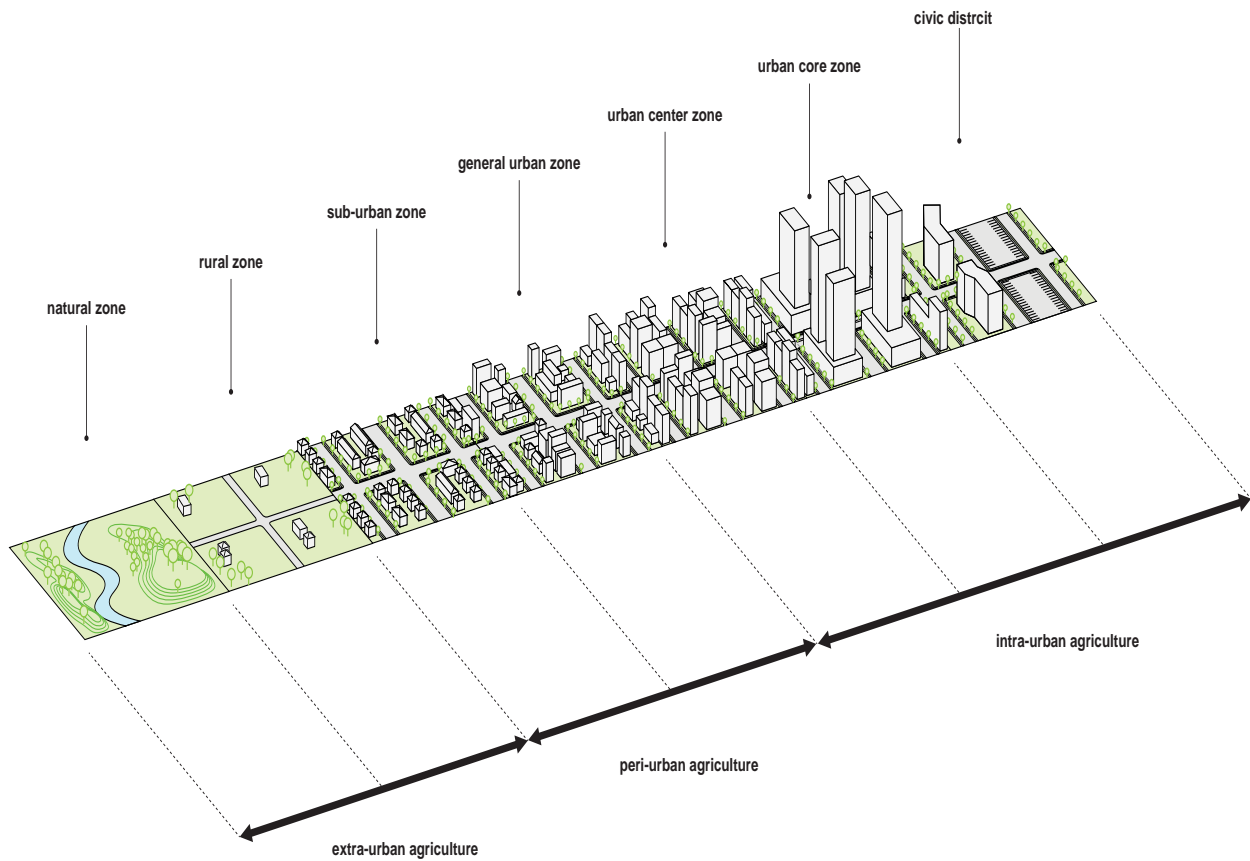 civic distrcit
urban core zone
urban center zone
general urban zone
sub-urban zone
rural zone
natural zone
intra-urban agriculture
peri-urban agriculture
extra-urban agriculture